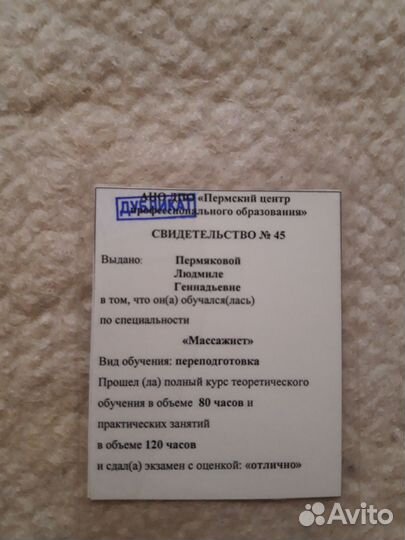 АНО ДПО «Пермский центр
ДУБЛИКАТ
профессионального образования»
СВИДЕТЕЛЬСТВО № 45
Выдано: Пермяковой
Людмиле
Геннадьевне
в том, что он(а) обучался(лась)
по специальности
«Массажист»
Вид обучения: переподготовка
Прошел (ла) полный курс теоретического
обучения в объеме 80 часов и
практических занятий
в объеме 120 часов
и сдал(а) экзамен с оценкой: «отлично»
Avito